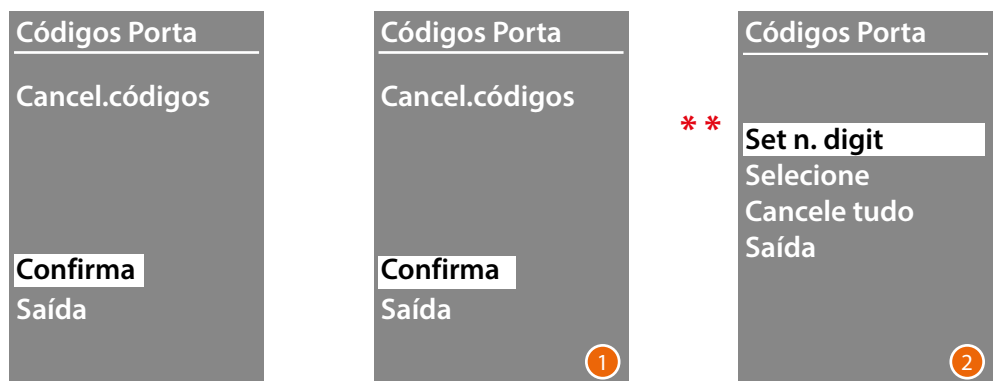 Códigos Porta
Cancel.códigos
Confirma
Saída
Códigos Porta
Cancel.códigos
Confirma
Saída
1
**
Códigos Porta
Set n. digit
Selecione
Cancele tudo
Saída
2